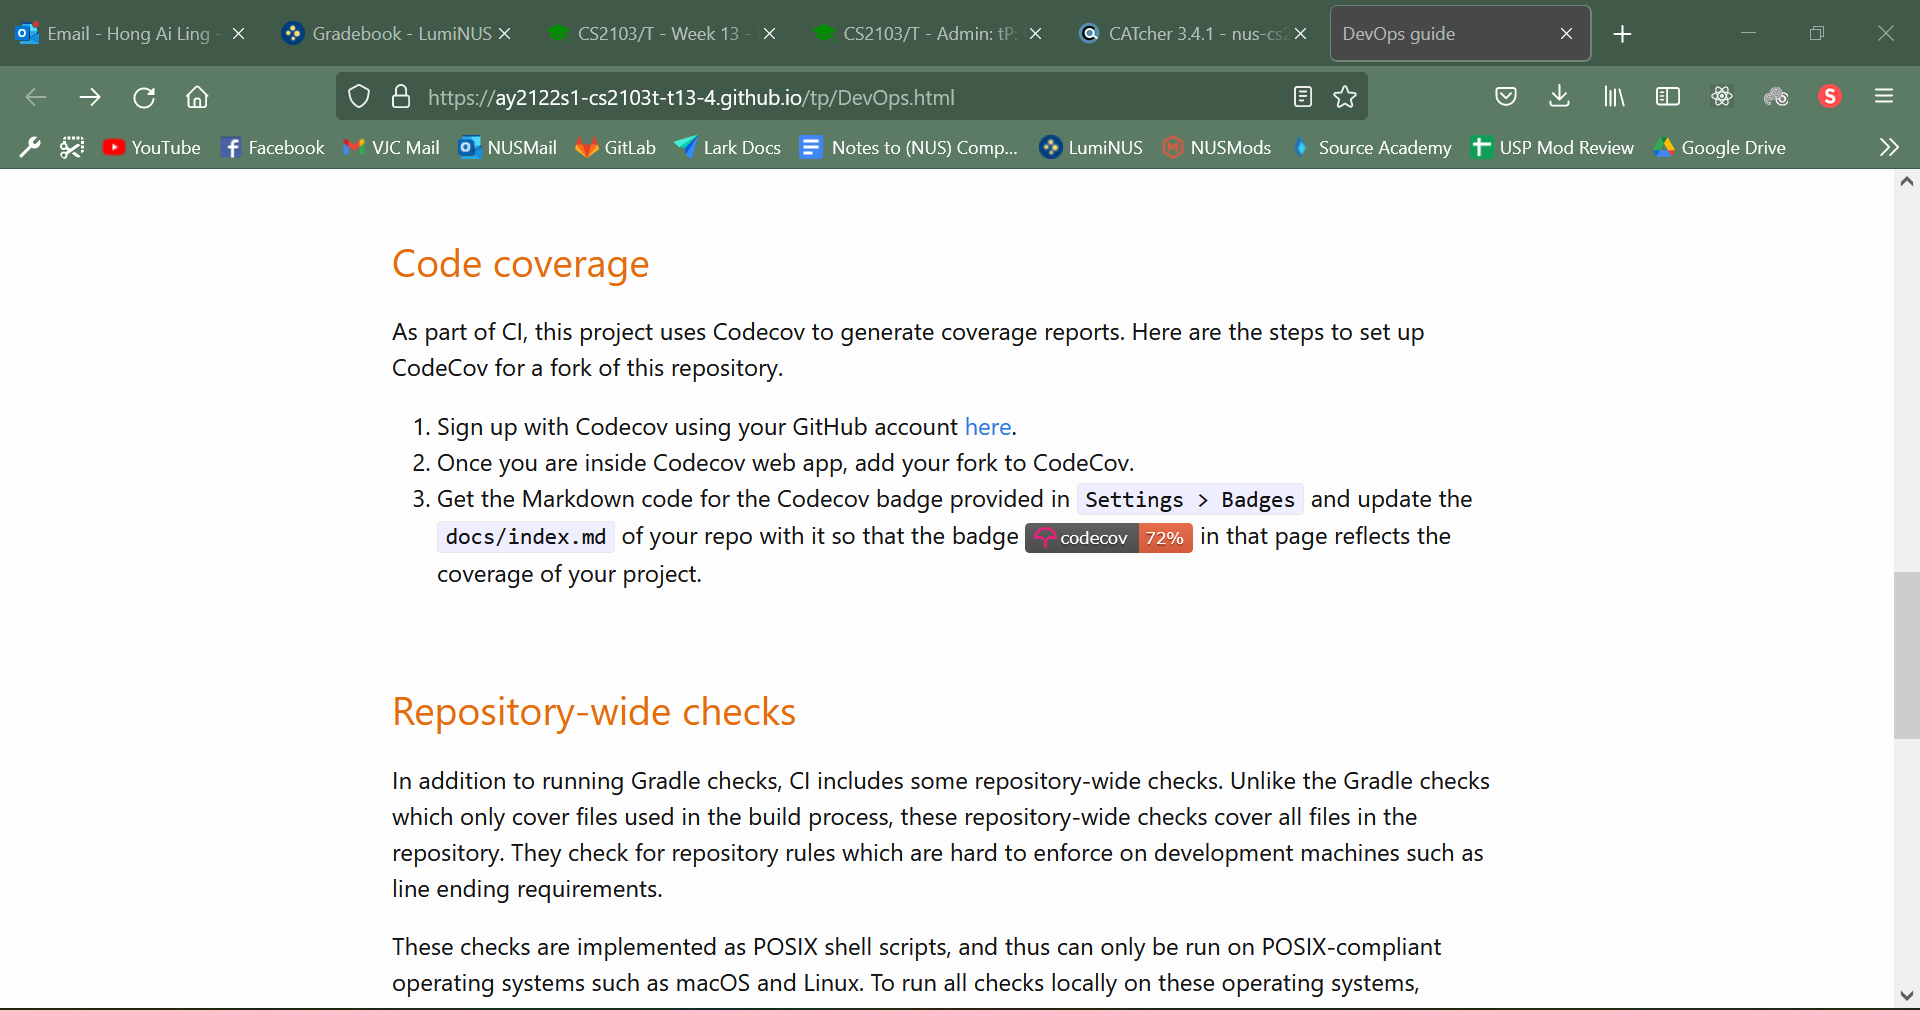 Email - Hong Ai Ling - 
Gradebook - LumiNUS
CS2103/T - Week 13 -
CS2103/T - Admin: tP:
CATcher 3.4.1 - nus-cs2
DevOps guide
https://ay2122s1-cs2103t-t13-4.github.io/tp/DevOps.html
S
YouTube
Facebook
VJC Mail
NUSMail
GitLab
Lark Docs
Notes to (NUS) Comp...
LumiNUS
NUSMods
Source Academy
USP Mod Review
Google Drive
Code coverage
As part of CI, this project uses Codecov to generate coverage reports. Here are the steps to set up
CodeCov for a fork of this repository.
1. Sign up with Codecov using your GitHub account here.
2. Once you are inside Codecov web app, add your fork to CodeCov.
3. Get the Markdown code for the Codecov badge provided in Settings > Badges and update the
docs/index.md of your repo with it so that the badge codecov 72% in that page reflects the
coverage of your project.
Repository-wide checks
In addition to running Gradle checks, CI includes some repository-wide checks. Unlike the Gradle checks
which only cover files used in the build process, these repository-wide checks cover all files in the
repository. They check for repository rules which are hard to enforce on development machines such as
line ending requirements.
These checks are implemented as POSIX shell scripts, and thus can only be run on POSIX-compliant
operating systems such as macOS and Linux. To run all checks locally on these operating systems,